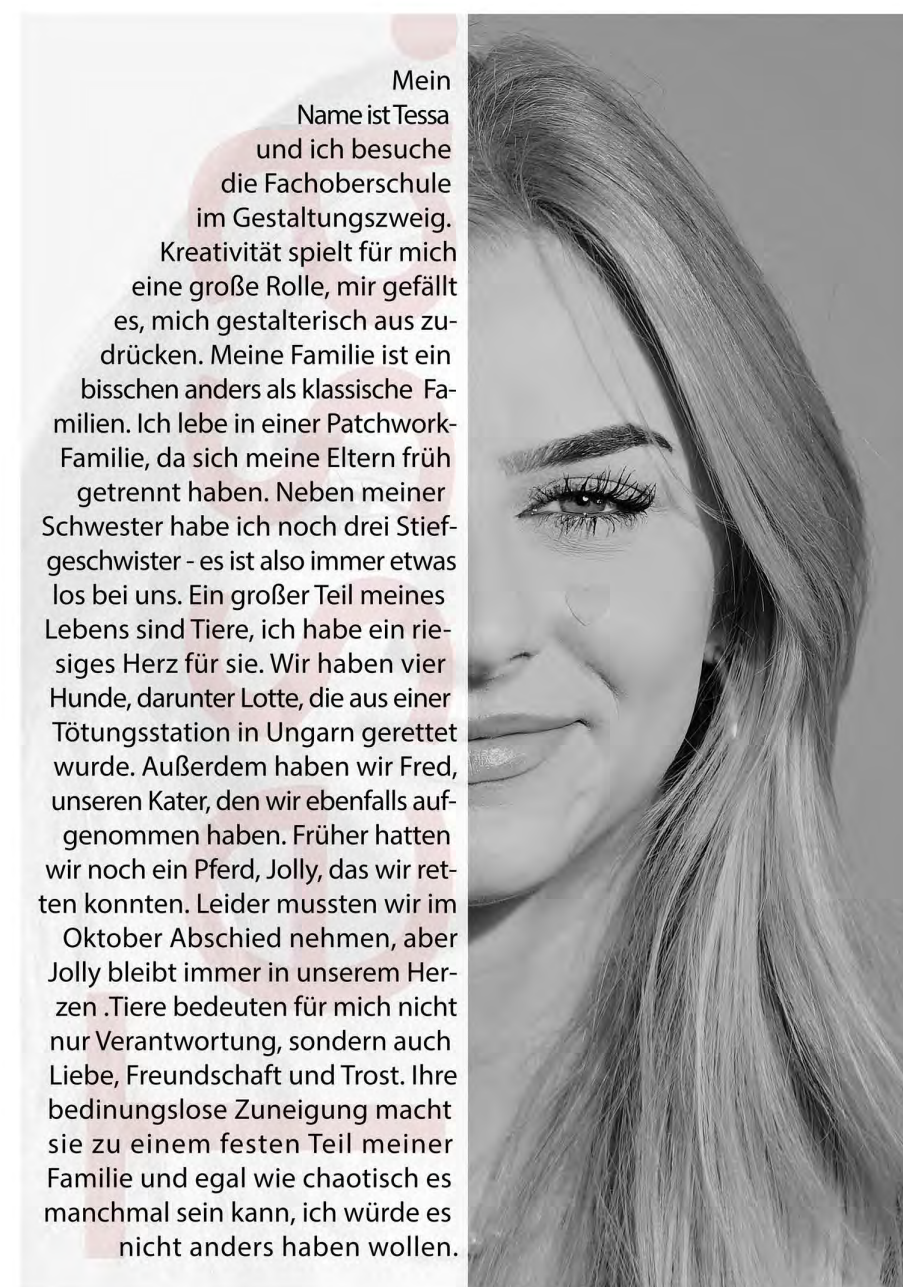 Mein
Name ist Tessa
und ich besuche
die Fachoberschule
im Gestaltungszweig.
Kreativität spielt für mich
eine große Rolle, mir gefällt
es, mich gestalterisch aus zu-
drücken. Meine Familie ist ein
bisschen anders als klassische Fa-
milien. Ich lebe in einer Patchwork-
Familie, da sich meine Eltern früh
getrennt haben. Neben meiner
Schwester habe ich noch drei Stief-
geschwister - es ist also immer etwas
los bei uns. Ein großer Teil meines
Lebens sind Tiere, ich habe ein rie-
siges Herz für sie. Wir haben vier
Hunde, darunter Lotte, die aus einer
Tötungsstation in Ungarn gerettet
wurde. Außerdem haben wir Fred,
unseren Kater, den wir ebenfalls auf-
genommen haben. Früher hatten
wir noch ein Pferd, Jolly, das wir ret-
ten konnten. Leider mussten wir im
Oktober Abschied nehmen, aber
Jolly bleibt immer in unserem Her-
zen .Tiere bedeuten für mich nicht
nur Verantwortung, sondern auch
Liebe, Freundschaft und Trost. Ihre
bedinungslose Zuneigung macht
sie zu einem festen Teil meiner
Familie und egal wie chaotisch es
manchmal sein kann, ich würde es
nicht anders haben wollen.
Tessa.